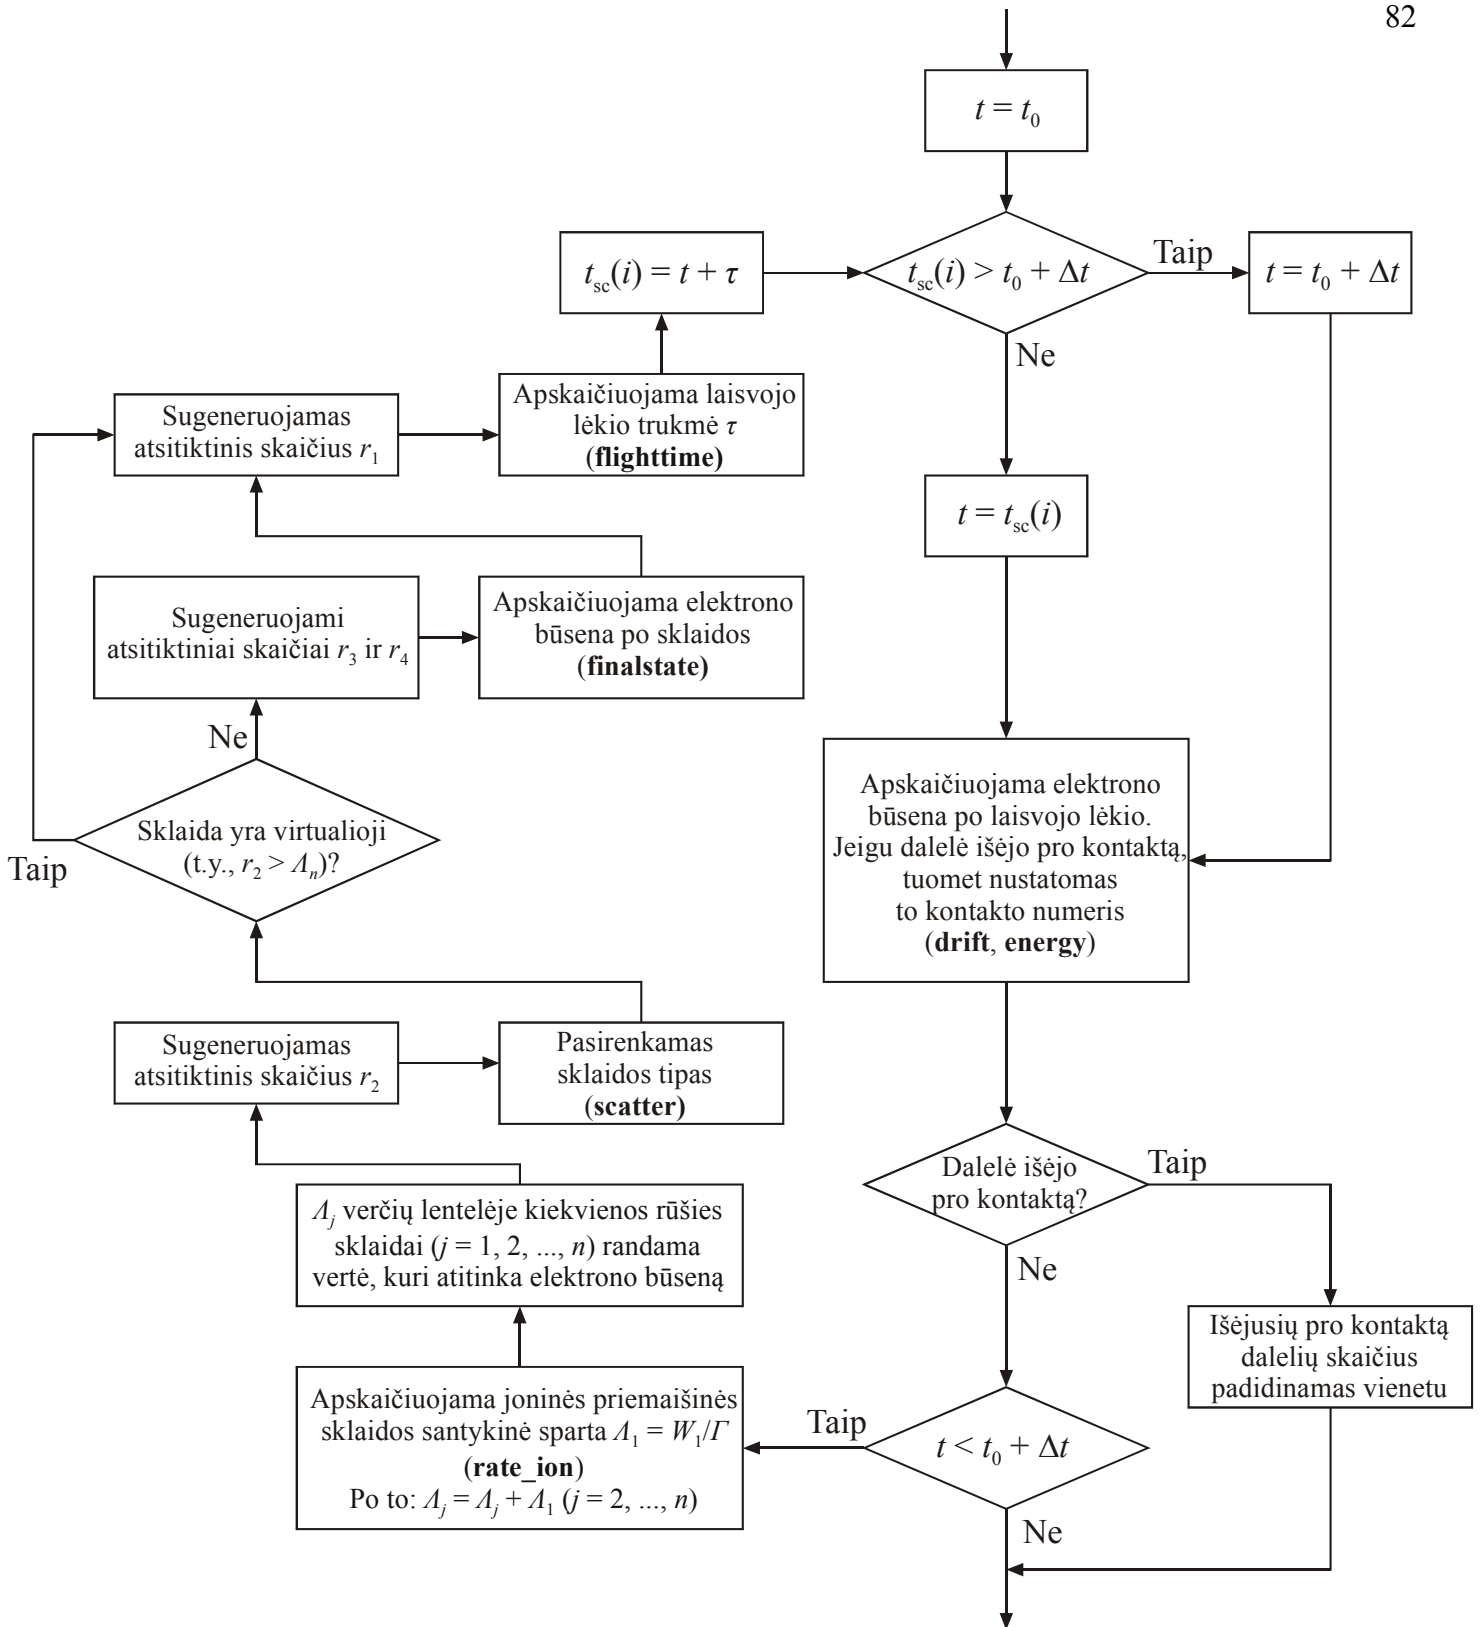 82
t = t₀
t_sc(i) = t + τ
t_sc(i) > t₀ + Δt
Taip
t = t₀ + Δt
Ne
Sugeneruojamas
atsitiktinis skaičius r₁
Apskaičiuojama laisvojo
lėkio trukmė τ
(flighttime)
t = t_sc(i)
Sugeneruojami
atsitiktiniai skaičiai r₃ ir r₄
Apskaičiuojama elektrono
būsena po sklaidos
(finalstate)
Ne
Sklaida yra virtualioji
(t.y., r₂ > Λₙ)?
Taip
Apskaičiuojama elektrono
būsena po laisvojo lėkio.
Jeigu dalelė išėjo pro kontaktą,
tuomet nustatomas
to kontakto numeris
(drift, energy)
Sugeneruojamas
atsitiktinis skaičius r₂
Pasirenkamas
sklaidos tipas
(scatter)
Dalelė išėjo
pro kontaktą?
Taip
Ne
Λⱼ verčių lentelėje kiekvienos rūšies
sklaidai (j = 1, 2, ..., n) randama
vertė, kuri atitinka elektrono būseną
Išėjusių pro kontaktą
dalelių skaičius
padidinamas vienetu
Apskaičiuojama joninės priemaišinės
sklaidos santykinė sparta Λ₁ = W₁/Γ
(rate_ion)
Po to: Λⱼ = Λⱼ + Λ₁ (j = 2, ..., n)
Taip
t < t₀ + Δt
Ne